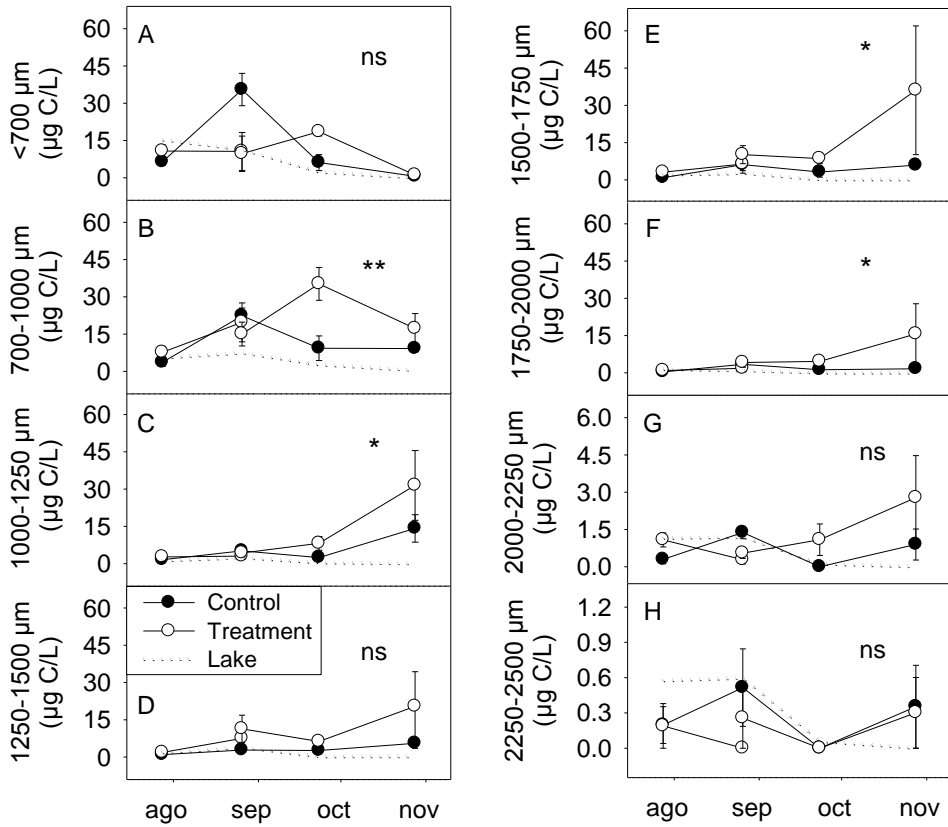 A
ns
<700 µm
(µg C/L)
60
45
30
15
0
B
**
700-1000 µm
(µg C/L)
60
45
30
15
0
C
*
1000-1250 µm
(µg C/L)
60
45
30
15
0
Control
Treatment
Lake
D
ns
1250-1500 µm
(µg C/L)
60
45
30
15
0
ago sep oct nov
E
*
1500-1750 µm
(µg C/L)
60
45
30
15
0
F
*
1750-2000 µm
(µg C/L)
60
45
30
15
0
G
ns
2000-2250 µm
(µg C/L)
6.0
4.5
3.0
1.5
0.0
H
ns
2250-2500 µm
(µg C/L)
1.2
0.9
0.6
0.3
0.0
ago sep oct nov